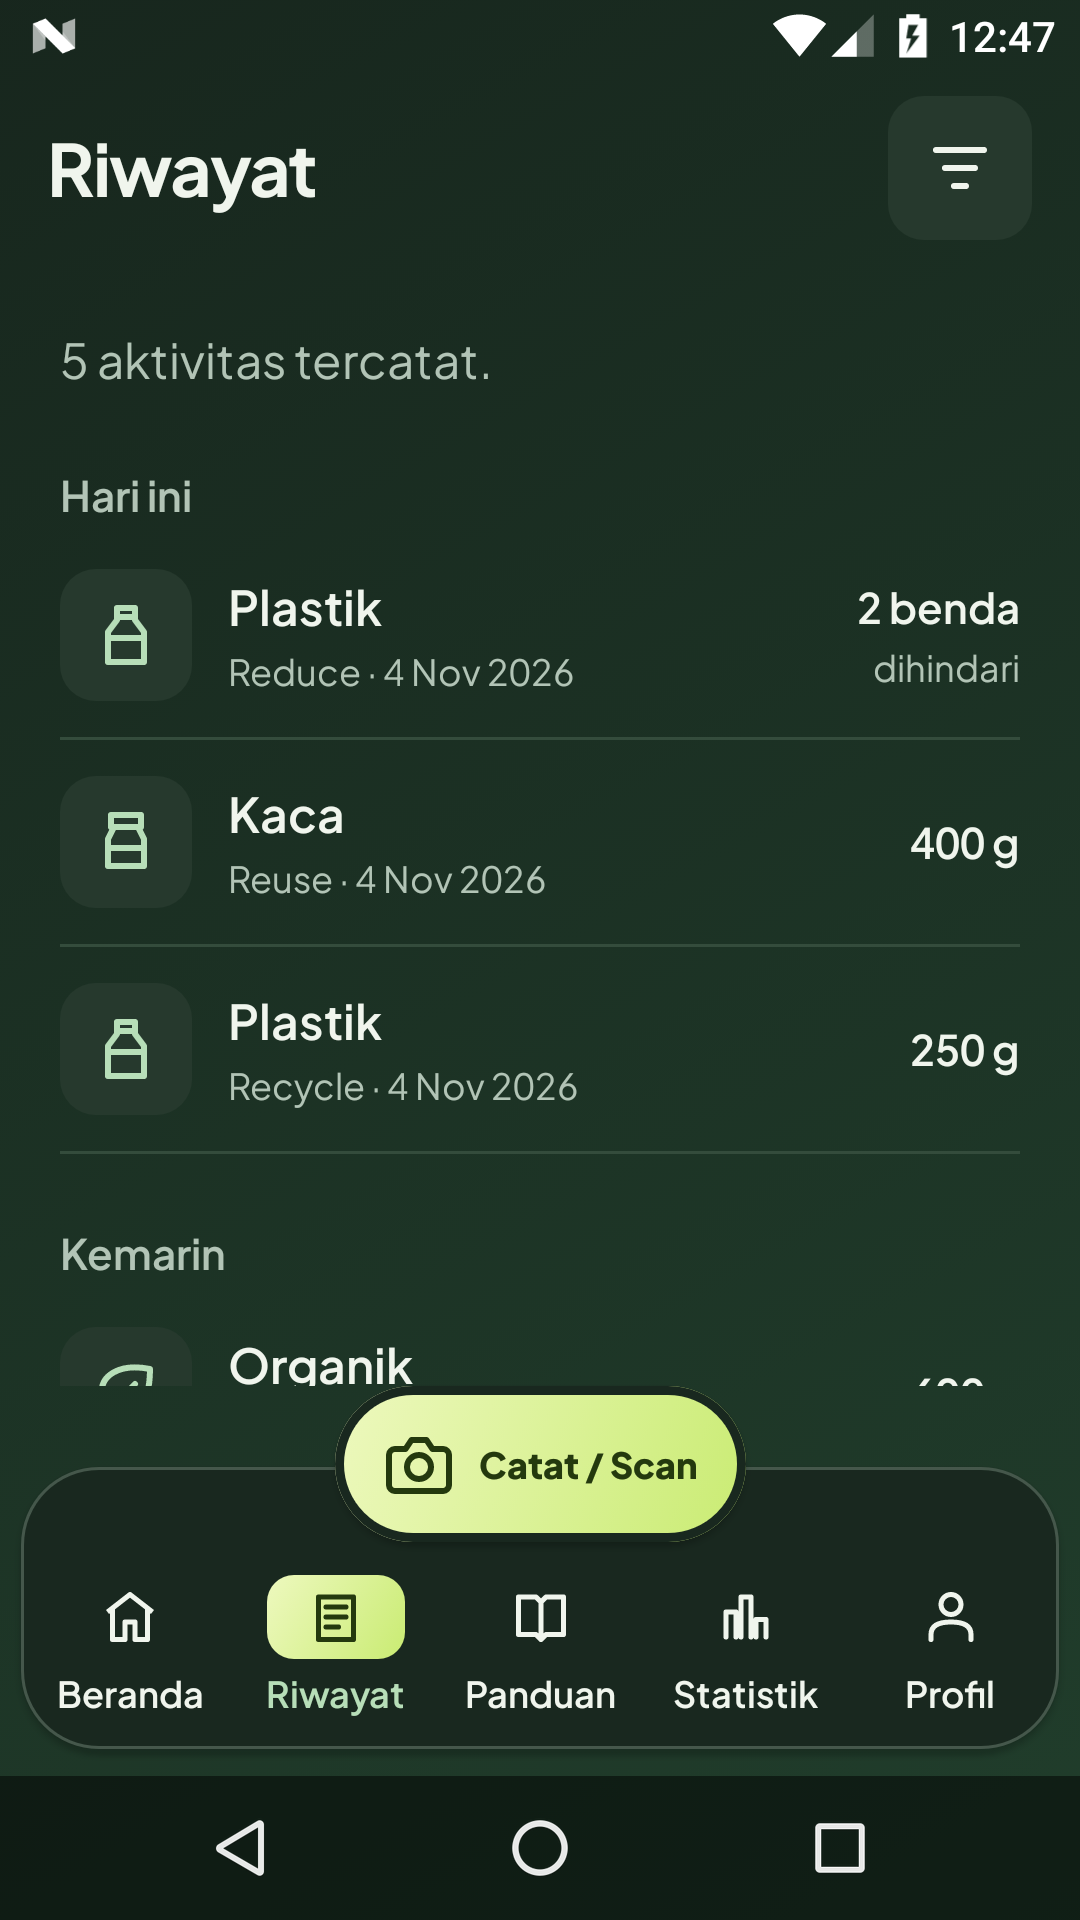 12:47
Riwayat
5 aktivitas tercatat.
Hari ini
Plastik
2 benda
Reduce · 4 Nov 2026
dihindari
Kaca
400 g
Reuse · 4 Nov 2026
Plastik
250 g
Recycle · 4 Nov 2026
Kemarin
Organik
Catat / Scan
Beranda
Riwayat
Panduan
Statistik
Profil